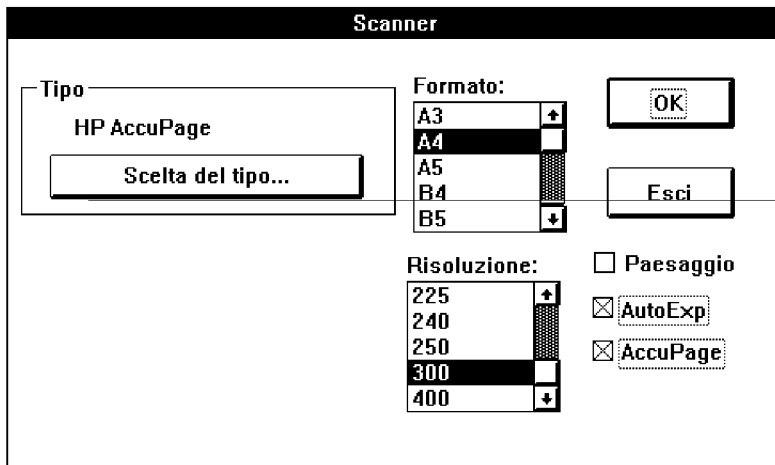 Scanner
Tipo
HP AccuPage
Scelta del tipo...
Formato:
A3
A4
A5
B4
B5
OK
Esci
Risoluzione:
225
240
250
300
400
Paesaggio
AutoExp
AccuPage